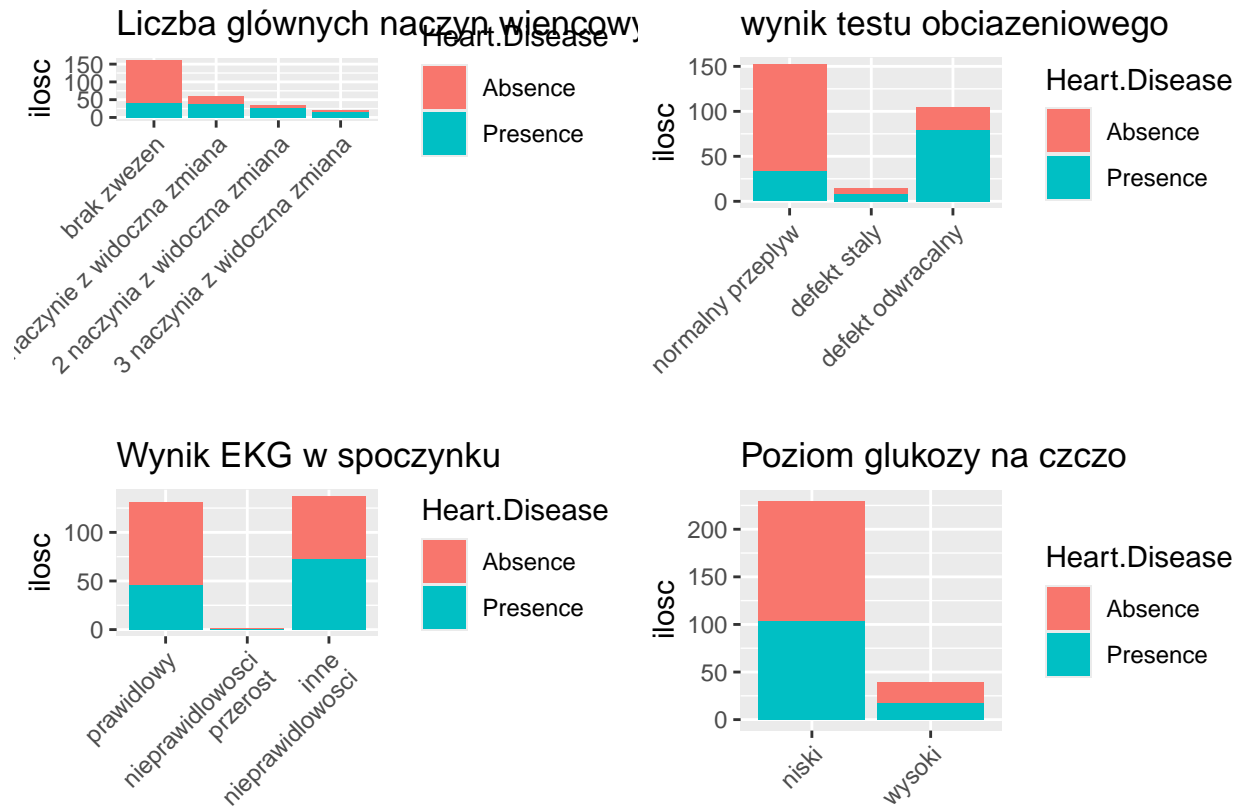 Liczba glównych naczyn wiencowy
Heart.Disease
Absence
Presence
ilosc
150
100
50
0
brak zwezen
naczynie z widoczna zmiana
2 naczynia z widoczna zmiana
3 naczynia z widoczna zmiana
wynik testu obciazeniowego
Heart.Disease
Absence
Presence
ilosc
150
100
50
0
normalny przeplyw
defekt staly
defekt odwracalny
Wynik EKG w spoczynku
Heart.Disease
Absence
Presence
ilosc
100
50
0
prawidlowy
nieprawidlowosci
przerost
inne
nieprawidlowosci
Poziom glukozy na czczo
Heart.Disease
Absence
Presence
ilosc
200
150
100
50
0
niski
wysoki